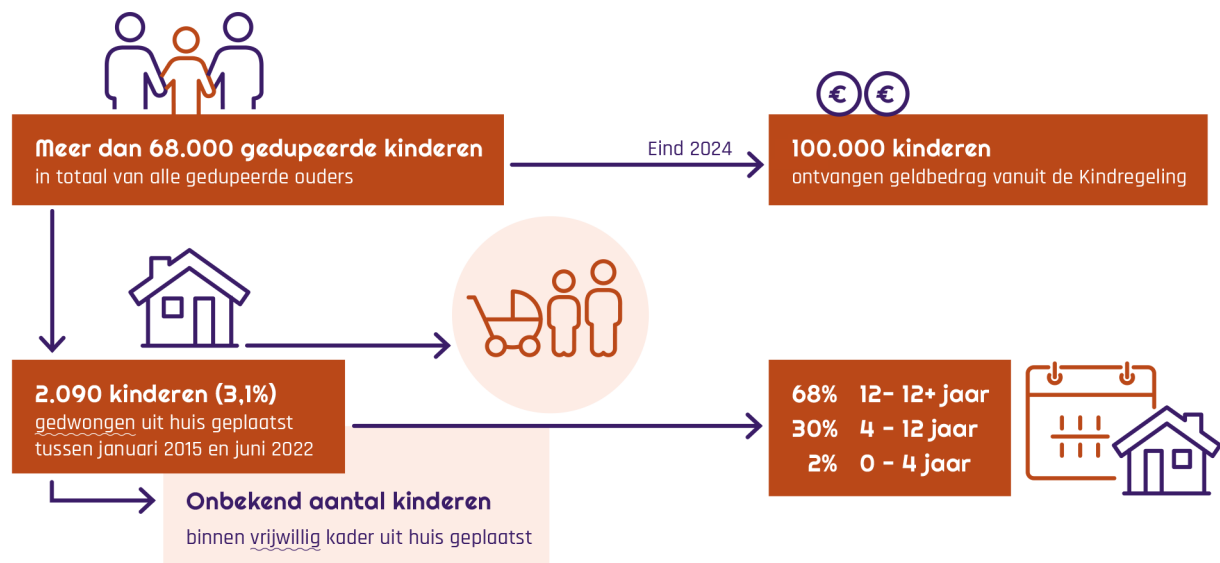 Meer dan 68.000 gedupeerde kinderen
in totaal van alle gedupeerde ouders
Eind 2024
€ €
100.000 kinderen
ontvangen geldbedrag vanuit de Kindregeling
2.090 kinderen (3,1%)
gedwongen uit huis geplaatst
tussen januari 2015 en juni 2022
68% 12- 12+ jaar
30% 4 - 12 jaar
2% 0 - 4 jaar
Onbekend aantal kinderen
binnen vrijwillig kader uit huis geplaatst